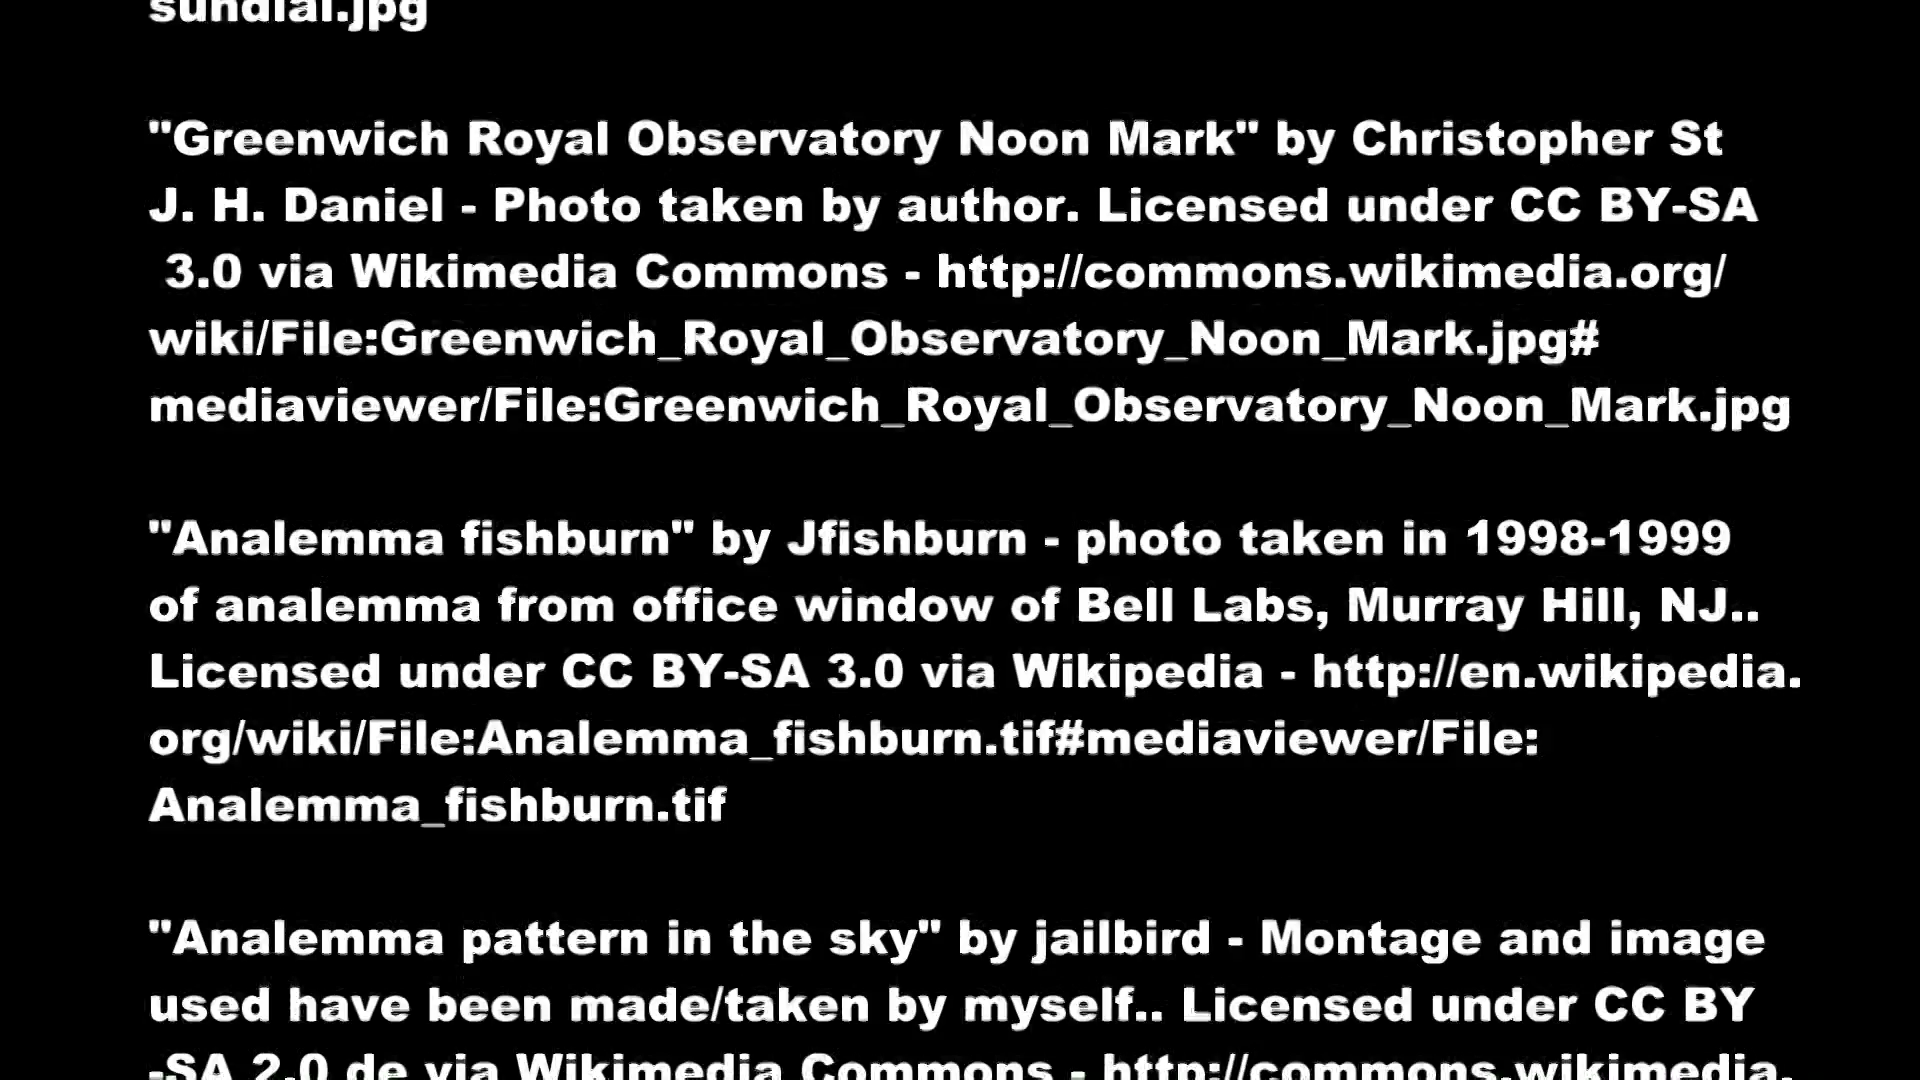 sundial.jpg
"Greenwich Royal Observatory Noon Mark" by Christopher St
J. H. Daniel - Photo taken by author. Licensed under CC BY-SA
3.0 via Wikimedia Commons - http://commons.wikimedia.org/
wiki/File:Greenwich_Royal_Observatory_Noon_Mark.jpg#
mediaviewer/File:Greenwich_Royal_Observatory_Noon_Mark.jpg
"Analemma fishburn" by Jfishburn - photo taken in 1998-1999
of analemma from office window of Bell Labs, Murray Hill, NJ..
Licensed under CC BY-SA 3.0 via Wikipedia - http://en.wikipedia.
org/wiki/File:Analemma_fishburn.tif#mediaviewer/File:
Analemma_fishburn.tif
"Analemma pattern in the sky" by jailbird - Montage and image
used have been made/taken by myself.. Licensed under CC BY
-SA 2.0 de via Wikimedia Commons - http://commons.wikimedia.